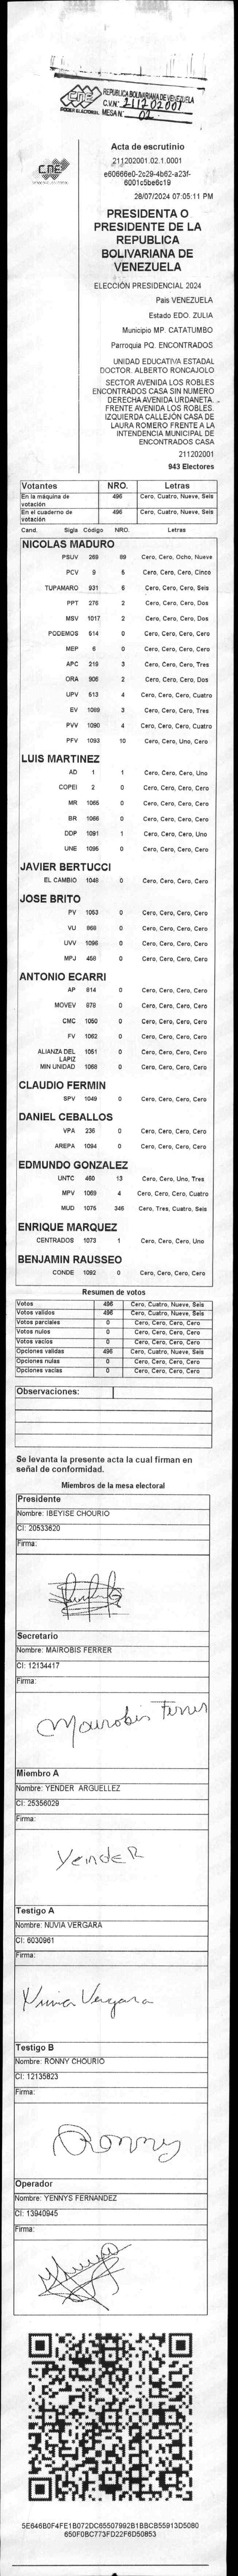 CNE
PODER ELECTORAL
REPUBLICA BOLIVARIANA DE VENEZUELA
C.V.N° 211202001
MESA N° 02
Acta de escrutinio
211202001.02.1.0001
e60666e0-2c29-4b62-a23f-
6001c5be6c19
28/07/2024 07:05:11 PM
PRESIDENTA O
PRESIDENTE DE LA
REPUBLICA
BOLIVARIANA DE
VENEZUELA
ELECCIÓN PRESIDENCIAL 2024
País VENEZUELA
Estado EDO. ZULIA
Municipio MP. CATATUMBO
Parroquia PQ. ENCONTRADOS
UNIDAD EDUCATIVA ESTADAL
DOCTOR. ALBERTO RONCAJOLO
SECTOR AVENIDA LOS ROBLES
ENCONTRADOS CASA SIN NUMERO
DERECHA AVENIDA URDANETA.
FRENTE AVENIDA LOS ROBLES.
IZQUIERDA CALLEJÓN CASA DE
LAURA ROMERO FRENTE A LA
INTENDENCIA MUNICIPAL DE
ENCONTRADOS CASA
211202001
943 Electores
Votantes NRO. Letras
En la máquina de votación 496 Cero, Cuatro, Nueve, Seis
En el cuaderno de votación 496 Cero, Cuatro, Nueve, Seis
Cand. Sigla Código NRO. Letras
NICOLAS MADURO
PSUV 269 89 Cero, Cero, Ocho, Nueve
PCV 9 5 Cero, Cero, Cero, Cinco
TUPAMARO 931 6 Cero, Cero, Cero, Seis
PPT 276 2 Cero, Cero, Cero, Dos
MSV 1017 2 Cero, Cero, Cero, Dos
PODEMOS 514 0 Cero, Cero, Cero, Cero
MEP 6 0 Cero, Cero, Cero, Cero
APC 219 3 Cero, Cero, Cero, Tres
ORA 906 2 Cero, Cero, Cero, Dos
UPV 513 4 Cero, Cero, Cero, Cuatro
EV 1089 3 Cero, Cero, Cero, Tres
PVV 1090 4 Cero, Cero, Cero, Cuatro
PFV 1093 10 Cero, Cero, Uno, Cero
LUIS MARTINEZ
AD 1 1 Cero, Cero, Cero, Uno
COPEI 2 0 Cero, Cero, Cero, Cero
MR 1065 0 Cero, Cero, Cero, Cero
BR 1066 0 Cero, Cero, Cero, Cero
DDP 1091 1 Cero, Cero, Cero, Uno
UNE 1095 0 Cero, Cero, Cero, Cero
JAVIER BERTUCCI
EL CAMBIO 1048 0 Cero, Cero, Cero, Cero
JOSE BRITO
PV 1053 0 Cero, Cero, Cero, Cero
VU 868 0 Cero, Cero, Cero, Cero
UVV 1096 0 Cero, Cero, Cero, Cero
MPJ 458 0 Cero, Cero, Cero, Cero
ANTONIO ECARRI
AP 814 0 Cero, Cero, Cero, Cero
MOVEV 878 0 Cero, Cero, Cero, Cero
CMC 1050 0 Cero, Cero, Cero, Cero
FV 1062 0 Cero, Cero, Cero, Cero
ALIANZA DEL LAPIZ 1051 0 Cero, Cero, Cero, Cero
MIN UNIDAD 1068 0 Cero, Cero, Cero, Cero
CLAUDIO FERMIN
SPV 1049 0 Cero, Cero, Cero, Cero
DANIEL CEBALLOS
VPA 236 0 Cero, Cero, Cero, Cero
AREPA 1094 0 Cero, Cero, Cero, Cero
EDMUNDO GONZALEZ
UNTC 480 13 Cero, Cero, Uno, Tres
MPV 1069 4 Cero, Cero, Cero, Cuatro
MUD 1075 346 Cero, Tres, Cuatro, Seis
ENRIQUE MARQUEZ
CENTRADOS 1073 1 Cero, Cero, Cero, Uno
BENJAMIN RAUSSEO
CONDE 1092 0 Cero, Cero, Cero, Cero
Resumen de votos
Votos 496 Cero, Cuatro, Nueve, Seis
Votos validos 496 Cero, Cuatro, Nueve, Seis
Votos parciales 0 Cero, Cero, Cero, Cero
Votos nulos 0 Cero, Cero, Cero, Cero
Votos vacios 0 Cero, Cero, Cero, Cero
Opciones validas 496 Cero, Cuatro, Nueve, Seis
Opciones nulas 0 Cero, Cero, Cero, Cero
Opciones vacias 0 Cero, Cero, Cero, Cero
Observaciones:
Se levanta la presente acta la cual firman en
señal de conformidad.
Miembros de la mesa electoral
Presidente
Nombre: IBEYISE CHOURIO
CI: 20533620
Firma:
Secretario
Nombre: MAIROBIS FERRER
CI: 12134417
Firma:
Mairobis Ferrer
Miembro A
Nombre: YENDER ARGUELLEZ
CI: 25356029
Firma:
YendeR
Testigo A
Nombre: NUVIA VERGARA
CI: 6030961
Firma:
Nuvia Vergara
Testigo B
Nombre: RONNY CHOURIO
CI: 12135823
Firma:
Ronny
Operador
Nombre: YENNYS FERNANDEZ
CI: 13940945
Firma:
5E646B0F4FE1B072DC65507992B1BBCB55913D5080
650F0BC773FD22F6D50853